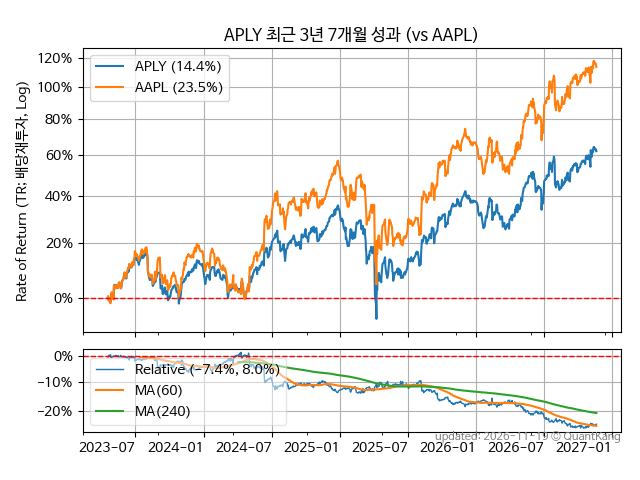 APLY 최근 3년 7개월 성과 (vs AAPL)
120%
100%
80%
60%
40%
20%
0%
Rate of Return (TR: 배당재투자, Log)
APLY (14.4%)
AAPL (23.5%)
0%
−10%
−20%
Relative (−7.4%, 8.0%)
MA(60)
MA(240)
updated: 2026-11-19 © QuantKang
2023-07 2024-01 2024-07 2025-01 2025-07 2026-01 2026-07 2027-01